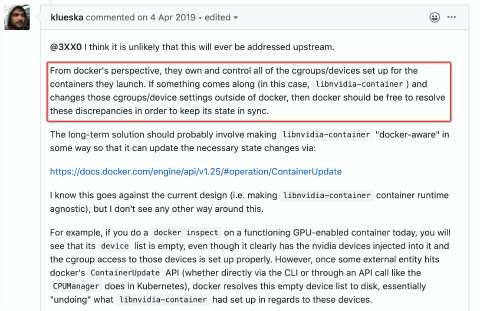 klueska commented on 4 Apr 2019 • edited
@3XX0 I think it is unlikely that this will ever be addressed upstream.
From docker's perspective, they own and control all of the cgroups/devices set up for the
containers they launch. If something comes along (in this case, libnvidia-container) and
changes those cgroups/device settings outside of docker, then docker should be free to resolve
these discrepancies in order to keep its state in sync.
The long-term solution should probably involve making libnvidia-container "docker-aware" in
some way so that it can update the necessary state changes via:
https://docs.docker.com/engine/api/v1.25/#operation/ContainerUpdate
I know this goes against the current design (i.e. making libnvidia-container container runtime
agnostic), but I don't see any other way around this.
For example, if you do a docker inspect on a functioning GPU-enabled container today, you will
see that its device list is empty, even though it clearly has the nvidia devices injected into it and
the cgroup access to those devices is set up properly. However, once some external entity hits
docker's ContainerUpdate API (whether directly via the CLI or through an API call like the
CPUManager does in Kubernetes), docker resolves this empty device list to disk, essentially
"undoing" what libnvidia-container had set up in regards to these devices.